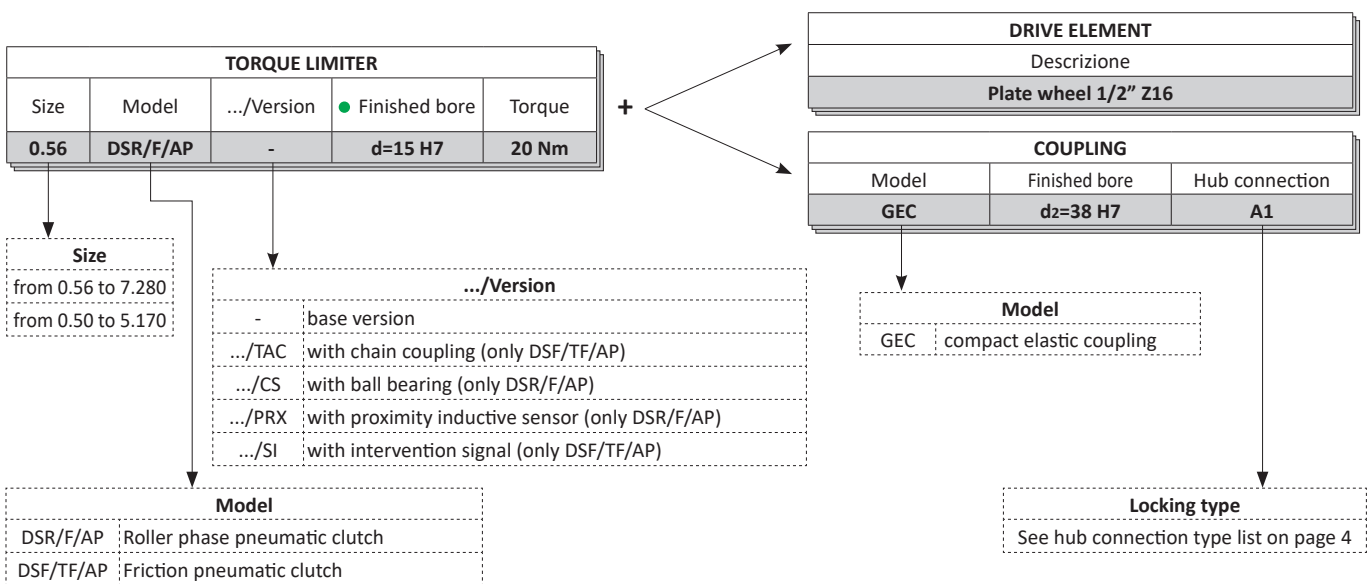 DRIVE ELEMENT
Descrizione
Plate wheel 1/2” Z16
TORQUE LIMITER
Size Model .../Version ● Finished bore Torque
0.56 DSR/F/AP - d=15 H7 20 Nm
+
COUPLING
Model Finished bore Hub connection
GEC d2=38 H7 A1
Size
from 0.56 to 7.280
from 0.50 to 5.170
.../Version
- base version
.../TAC with chain coupling (only DSF/TF/AP)
.../CS with ball bearing (only DSR/F/AP)
.../PRX with proximity inductive sensor (only DSR/F/AP)
.../SI with intervention signal (only DSF/TF/AP)
Model
GEC compact elastic coupling
Model
DSR/F/AP Roller phase pneumatic clutch
DSF/TF/AP Friction pneumatic clutch
Locking type
See hub connection type list on page 4